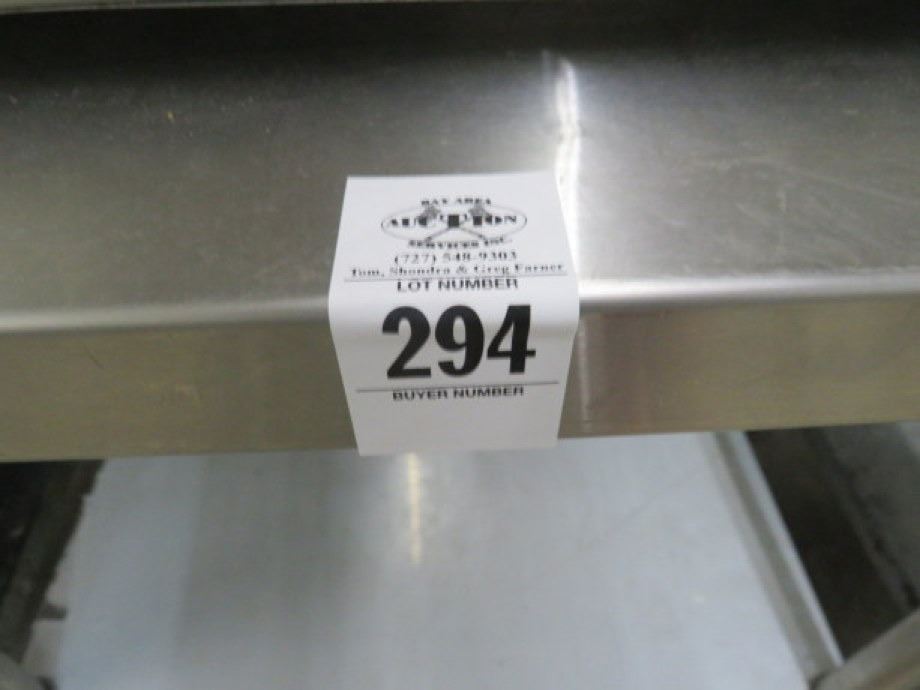 BAY AREA
AUCTION
SERVICES INC
(727) 548-9303
Tom, Shondra & Greg Farner
LOT NUMBER
294
BUYER NUMBER